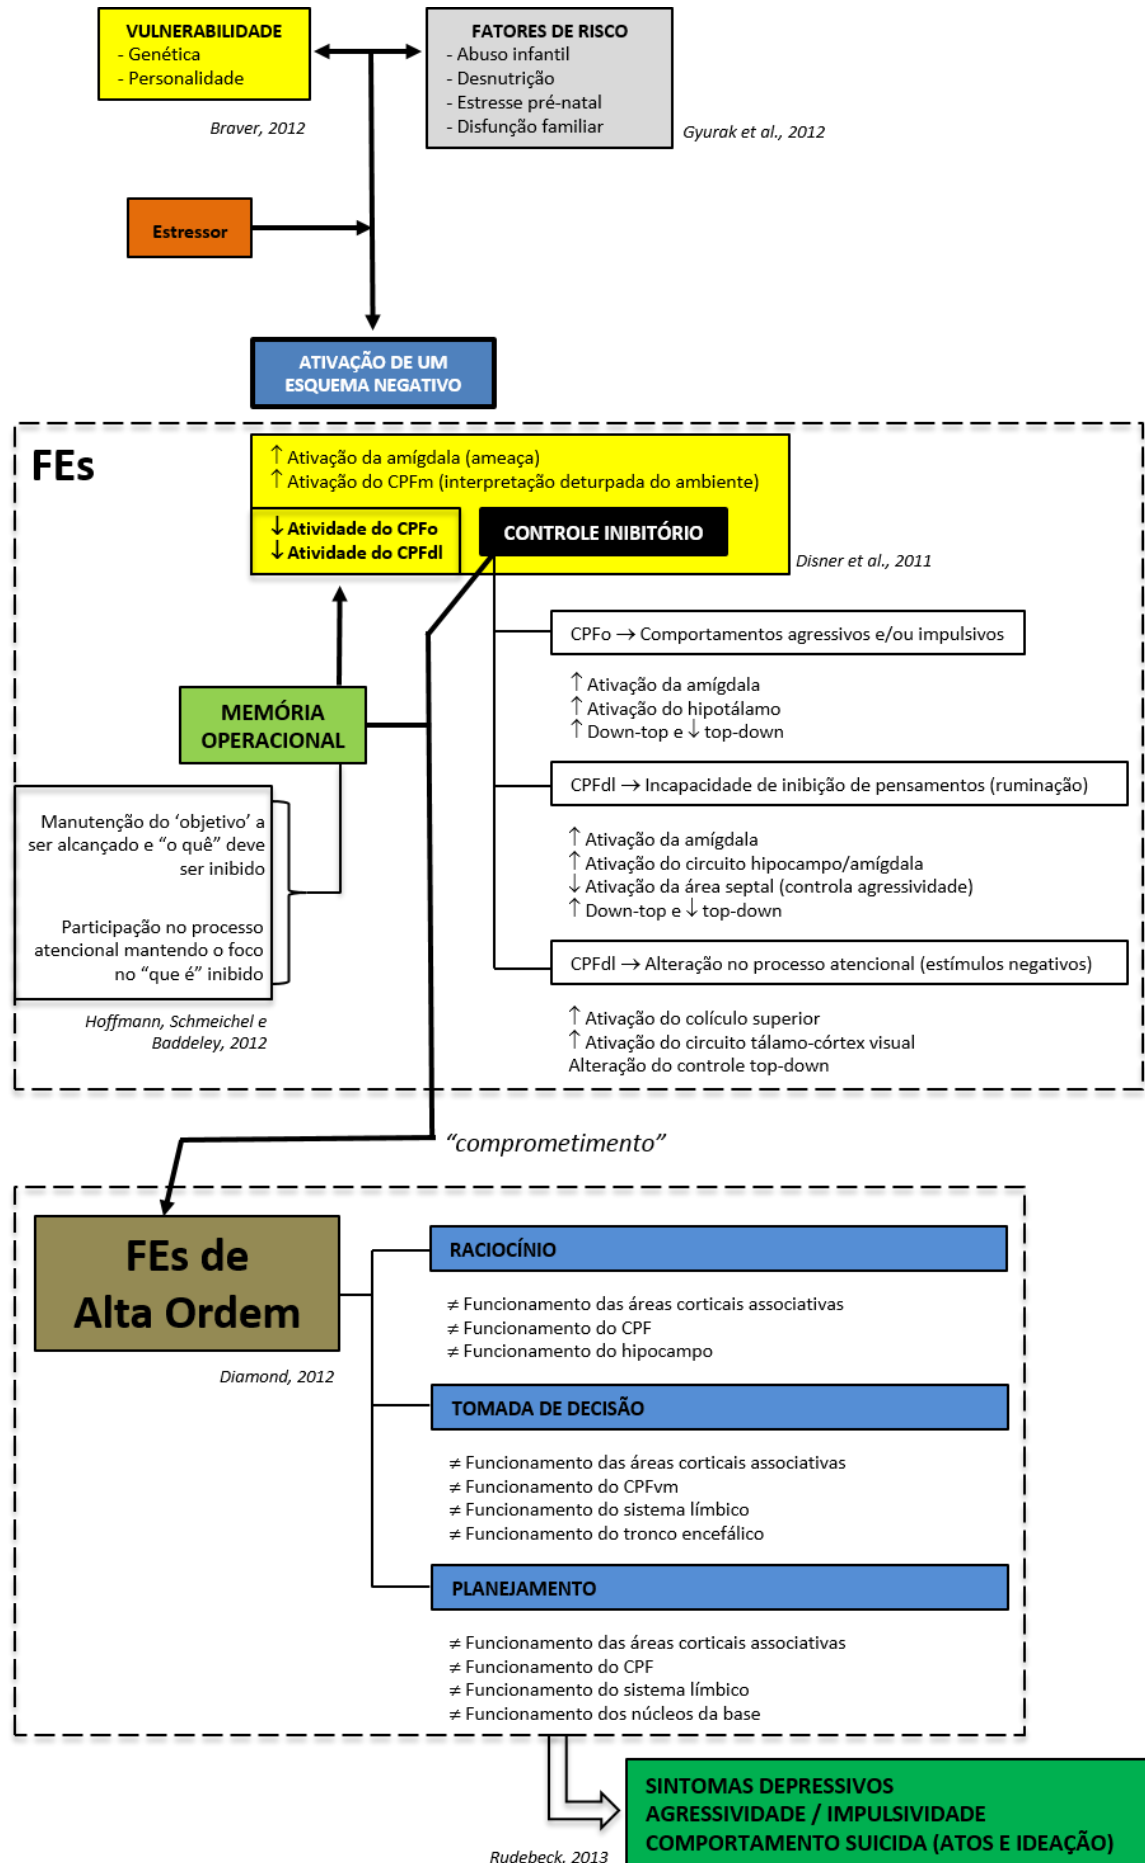 VULNERABILIDADE
- Genética
- Personalidade
Braver, 2012
FATORES DE RISCO
- Abuso infantil
- Desnutrição
- Estresse pré-natal
- Disfunção familiar
Gyurak et al., 2012
Estressor
ATIVAÇÃO DE UM
ESQUEMA NEGATIVO
FEs
↑ Ativação da amígdala (ameaça)
↑ Ativação do CPFm (interpretação deturpada do ambiente)
↓ Atividade do CPFo
↓ Atividade do CPFdl
CONTROLE INIBITÓRIO
Disner et al., 2011
CPFo → Comportamentos agressivos e/ou impulsivos
↑ Ativação da amígdala
↑ Ativação do hipotálamo
↑ Down-top e ↓ top-down
MEMÓRIA
OPERACIONAL
CPFdl → Incapacidade de inibição de pensamentos (ruminação)
↑ Ativação da amígdala
↑ Ativação do circuito hipocampo/amígdala
↓ Ativação da área septal (controla agressividade)
↑ Down-top e ↓ top-down
Manutenção do ‘objetivo’ a
ser alcançado e “o quê” deve
ser inibido
Participação no processo
atencional mantendo o foco
no “que é” inibido
Hoffmann, Schmeichel e
Baddeley, 2012
CPFdl → Alteração no processo atencional (estímulos negativos)
↑ Ativação do colículo superior
↑ Ativação do circuito tálamo-córtex visual
Alteração do controle top-down
“comprometimento”
FEs de
Alta Ordem
Diamond, 2012
RACIOCÍNIO
≠ Funcionamento das áreas corticais associativas
≠ Funcionamento do CPF
≠ Funcionamento do hipocampo
TOMADA DE DECISÃO
≠ Funcionamento das áreas corticais associativas
≠ Funcionamento do CPFvm
≠ Funcionamento do sistema límbico
≠ Funcionamento do tronco encefálico
PLANEJAMENTO
≠ Funcionamento das áreas corticais associativas
≠ Funcionamento do CPF
≠ Funcionamento do sistema límbico
≠ Funcionamento dos núcleos da base
SINTOMAS DEPRESSIVOS
AGRESSIVIDADE / IMPULSIVIDADE
COMPORTAMENTO SUICIDA (ATOS E IDEAÇÃO)
Rudebeck, 2013